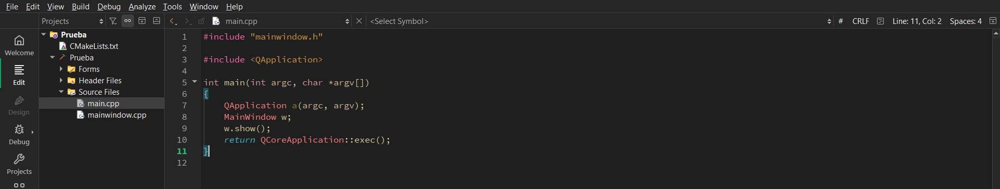 File Edit View Build Debug Analyze Tools Window Help
Projects main.cpp <Select Symbol> # CRLF Line: 11, Col: 2 Spaces: 4
Welcome
Edit
Design
Debug
Projects
Prueba
CMakeLists.txt
Prueba
Forms
Header Files
Source Files
main.cpp
mainwindow.cpp
1 #include "mainwindow.h"
2
3 #include <QApplication>
4
5 int main(int argc, char *argv[])
6 {
7     QApplication a(argc, argv);
8     MainWindow w;
9     w.show();
10     return QCoreApplication::exec();
11 }
12